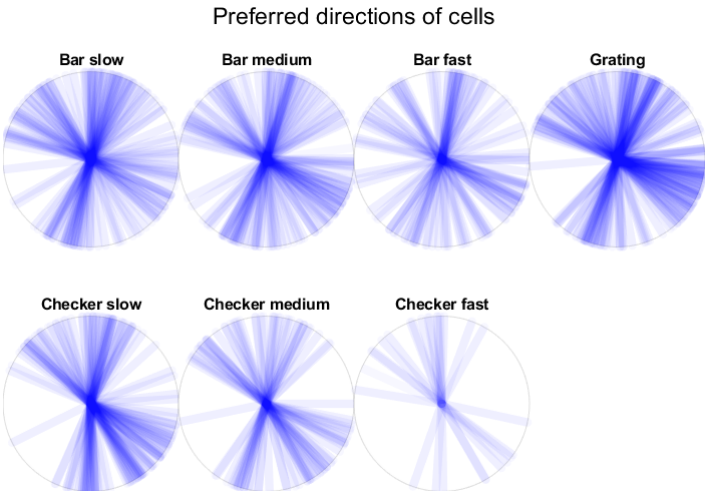 Preferred directions of cells
Bar slow
Bar medium
Bar fast
Grating
Checker slow
Checker medium
Checker fast